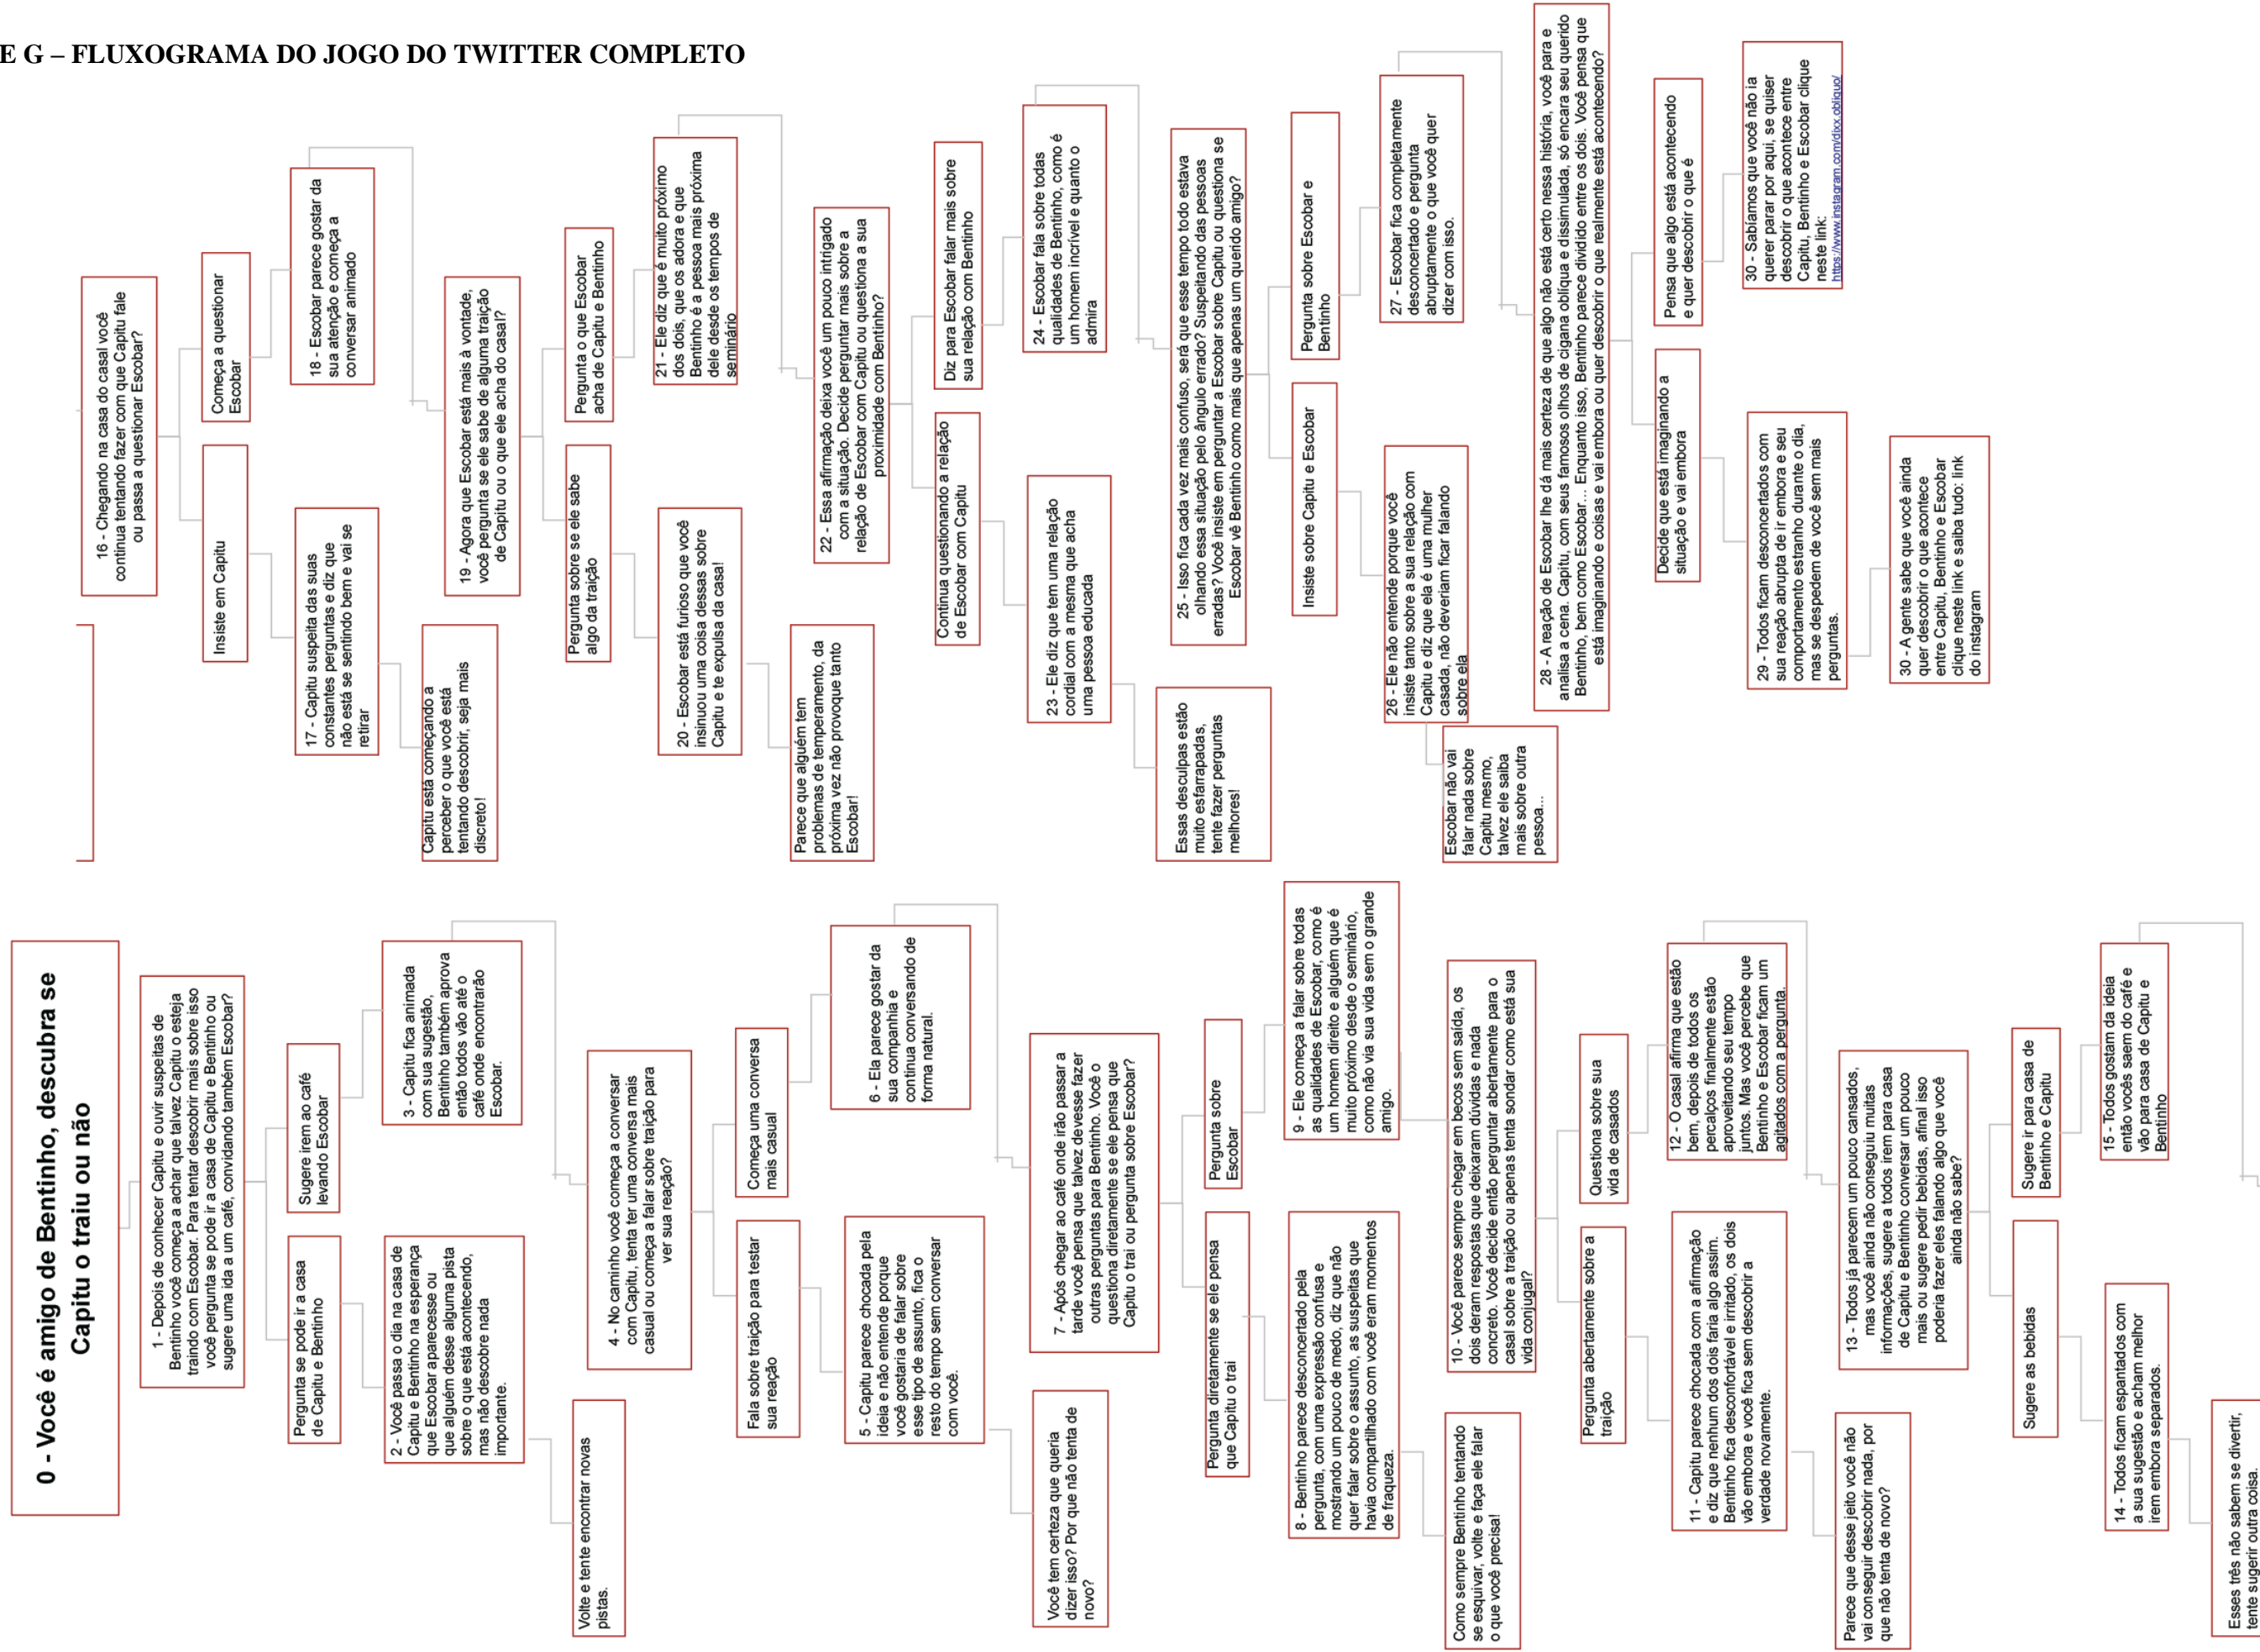 E G – FLUXOGRAMA DO JOGO DO TWITTER COMPLETO
0 - Você é amigo de Bentinho, descubra se
Capitu o traiu ou não
1 - Depois de conhecer Capitu e ouvir suspeitas de
Bentinho você começa a achar que talvez Capitu o esteja
traindo com Escobar. Para tentar descobrir mais sobre isso
você pergunta se pode ir a casa de Capitu e Bentinho ou
sugere uma ida a um café, convidando também Escobar?
Pergunta se pode ir a casa
de Capitu e Bentinho
Sugere irem ao café
levando Escobar
2 - Você passa o dia na casa de
Capitu e Bentinho na esperança
que Escobar aparecesse ou
que alguém desse alguma pista
sobre o que está acontecendo,
mas não descobre nada
importante.
3 - Capitu fica animada
com sua sugestão,
Bentinho também aprova
então todos vão até o
café onde encontrarão
Escobar.
Volte e tente encontrar novas
pistas.
4 - No caminho você começa a conversar
com Capitu, tenta ter uma conversa mais
casual ou começa a falar sobre traição para
ver sua reação?
Fala sobre traição para testar
sua reação
Começa uma conversa
mais casual
5 - Capitu parece chocada pela
ideia e não entende porque
você gostaria de falar sobre
esse tipo de assunto, fica o
resto do tempo sem conversar
com você.
6 - Ela parece gostar da
sua companhia e
continua conversando de
forma natural.
Você tem certeza que queria
dizer isso? Por que não tenta de
novo?
7 - Após chegar ao café onde irão passar a
tarde você pensa que talvez devesse fazer
outras perguntas para Bentinho. Você o
questiona diretamente se ele pensa que
Capitu o trai ou pergunta sobre Escobar?
Pergunta diretamente se ele pensa
que Capitu o trai
Pergunta sobre
Escobar
8 - Bentinho parece desconcertado pela
pergunta, com uma expressão confusa e
mostrando um pouco de medo, diz que não
quer falar sobre o assunto, as suspeitas que
havia compartilhado com você eram momentos
de fraqueza.
9 - Ele começa a falar sobre todas
as qualidades de Escobar, como é
um homem direito e alguém que é
muito próximo desde o seminário,
como não via sua vida sem o grande
amigo.
Como sempre Bentinho tentando
se esquivar, volte e faça ele falar
o que você precisa!
10 - Você parece sempre chegar em becos sem saída, os
dois deram respostas que deixaram dúvidas e nada
concreto. Você decide então perguntar abertamente para o
casal sobre a traição ou apenas tenta sondar como está sua
vida conjugal?
Pergunta abertamente sobre a
traição
Questiona sobre sua
vida de casados
11 - Capitu parece chocada com a afirmação
e diz que nenhum dos dois faria algo assim.
Bentinho fica desconfortável e irritado, os dois
vão embora e você fica sem descobrir a
verdade novamente.
12 - O casal afirma que estão
bem, depois de todos os
percalços finalmente estão
aproveitando seu tempo
juntos. Mas você percebe que
Bentinho e Escobar ficam um
agitados com a pergunta.
Parece que desse jeito você não
vai conseguir descobrir nada, por
que não tenta de novo?
13 - Todos já parecem um pouco cansados,
mas você ainda não conseguiu muitas
informações, sugere a todos irem para casa
de Capitu e Bentinho conversar um pouco
mais ou sugere pedir bebidas, afinal isso
poderia fazer eles falando algo que você
ainda não sabe?
Sugere as bebidas
Sugere ir para casa de
Bentinho e Capitu
14 - Todos ficam espantados com
a sua sugestão e acham melhor
irem embora separados.
15 - Todos gostam da ideia
então vocês saem do café e
vão para casa de Capitu e
Bentinho
Esses três não sabem se divertir,
tente sugerir outra coisa.
16 - Chegando na casa do casal você
continua tentando fazer com que Capitu fale
ou passa a questionar Escobar?
Insiste em Capitu
Começa a questionar
Escobar
17 - Capitu suspeita das suas
constantes perguntas e diz que
não está se sentindo bem e vai se
retirar
18 - Escobar parece gostar da
sua atenção e começa a
conversar animado
Capitu está começando a
perceber o que você está
tentando descobrir, seja mais
discreto!
19 - Agora que Escobar está mais à vontade,
você pergunta se ele sabe de alguma traição
de Capitu ou o que ele acha do casal?
Pergunta sobre se ele sabe
algo da traição
Pergunta o que Escobar
acha de Capitu e Bentinho
20 - Escobar está furioso que você
insinuou uma coisa dessas sobre
Capitu e te expulsa da casa!
21 - Ele diz que é muito próximo
dos dois, que os adora e que
Bentinho é a pessoa mais próxima
dele desde os tempos de
seminário
Parece que alguém tem
problemas de temperamento, da
próxima vez não provoque tanto
Escobar!
22 - Essa afirmação deixa você um pouco intrigado
com a situação. Decide perguntar mais sobre a
relação de Escobar com Capitu ou questiona a sua
proximidade com Bentinho?
Continua questionando a relação
de Escobar com Capitu
Diz para Escobar falar mais sobre
sua relação com Bentinho
23 - Ele diz que tem uma relação
cordial com a mesma que acha
uma pessoa educada
24 - Escobar fala sobre todas
qualidades de Bentinho, como é
um homem incrível e quanto o
admira
Essas desculpas estão
muito esfarrapadas,
tente fazer perguntas
melhores!
25 - Isso fica cada vez mais confuso, será que esse tempo todo estava
olhando essa situação pelo ângulo errado? Suspeitando das pessoas
erradas? Você insiste em perguntar a Escobar sobre Capitu ou questiona se
Escobar vê Bentinho como mais que apenas um querido amigo?
Insiste sobre Capitu e Escobar
Pergunta sobre Escobar e
Bentinho
26 - Ele não entende porque você
insiste tanto sobre a sua relação com
Capitu e diz que ela é uma mulher
casada, não deveriam ficar falando
sobre ela
27 - Escobar fica completamente
desconcertado e pergunta
abruptamente o que você quer
dizer com isso.
Escobar não vai
falar nada sobre
Capitu mesmo,
talvez ele saiba
mais sobre outra
pessoa...
28 - A reação de Escobar lhe dá mais certeza de que algo não está certo nessa história, você para e
analisa a cena. Capitu, com seus famosos olhos de cigana oblíqua e dissimulada, só encara seu querido
Bentinho, bem como Escobar... Enquanto isso, Bentinho parece dividido entre os dois. Você pensa que
está imaginando e coisas e vai embora ou quer descobrir o que realmente está acontecendo?
Decide que está imaginando a
situação e vai embora
Pensa que algo está acontecendo
e quer descobrir o que é
29 - Todos ficam desconcertados com
sua reação abrupta de ir embora e seu
comportamento estranho durante o dia,
mas se despedem de você sem mais
perguntas.
30 - Sabíamos que você não ia
querer parar por aqui, se quiser
descobrir o que acontece entre
Capitu, Bentinho e Escobar clique
neste link:
https://www.instagram.com/dixx.obliquo/
30 - A gente sabe que você ainda
quer descobrir o que acontece
entre Capitu, Bentinho e Escobar
clique neste link e saiba tudo: link
do instagram